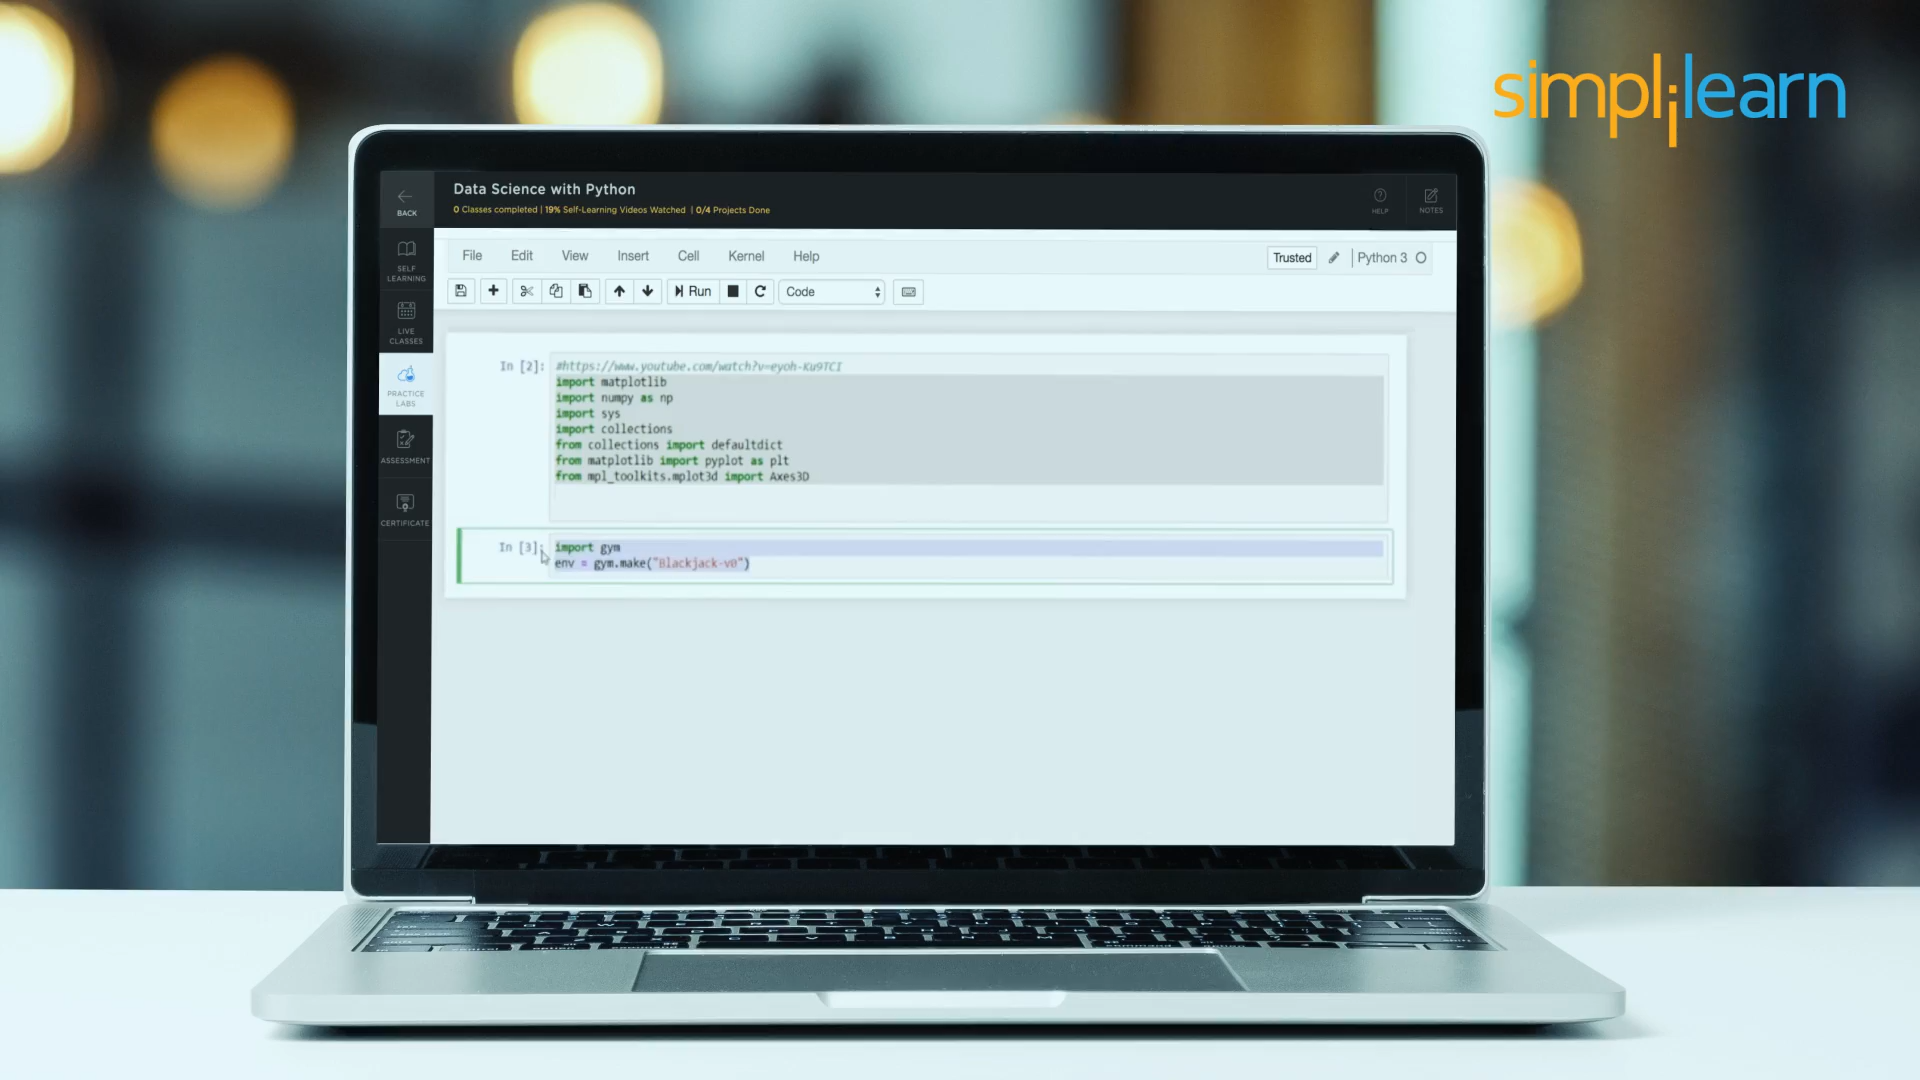 simplilearn
BACK
Data Science with Python
0 Classes completed | 19% Self-Learning Videos Watched | 0/4 Projects Done
HELP
NOTES
SELF
LEARNING
LIVE
CLASSES
PRACTICE
LABS
ASSESSMENT
CERTIFICATE
File Edit View Insert Cell Kernel Help
Trusted
Python 3
Run
Code
In [2]:
#https://www.youtube.com/watch?v=eyoh-Ku9TCI
import matplotlib
import numpy as np
import sys
import collections
from collections import defaultdict
from matplotlib import pyplot as plt
from mpl_toolkits.mplot3d import Axes3D
In [3]:
import gym
env = gym.make("Blackjack-v0")